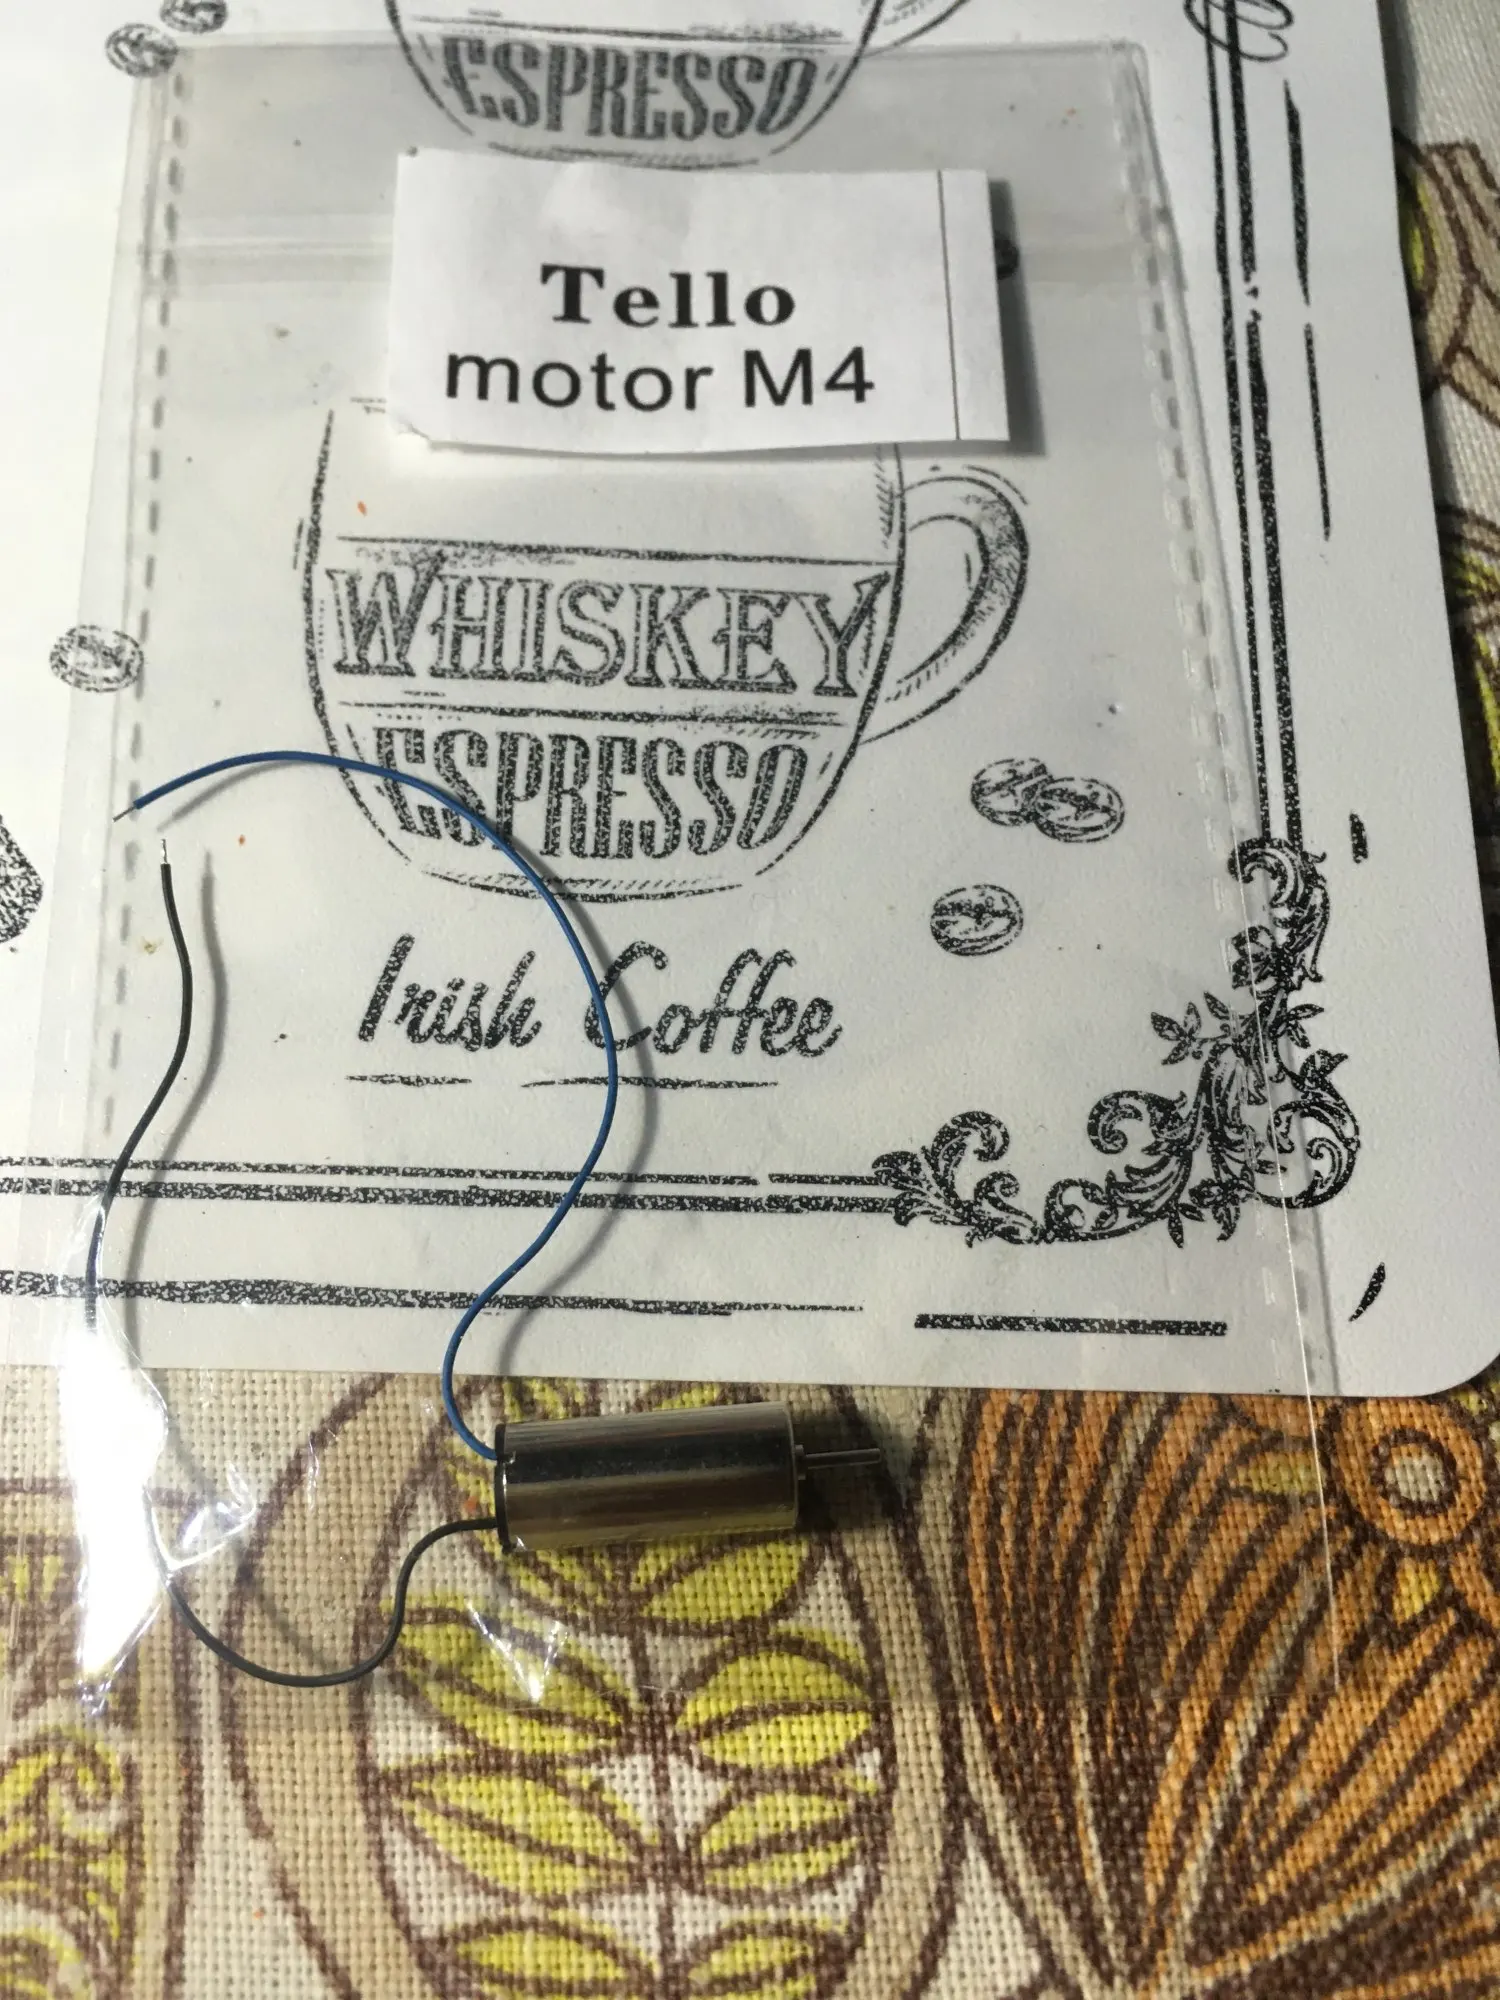 ESPRESSO
Tello
motor M4
WHISKEY
ESPRESSO
Irish Coffee